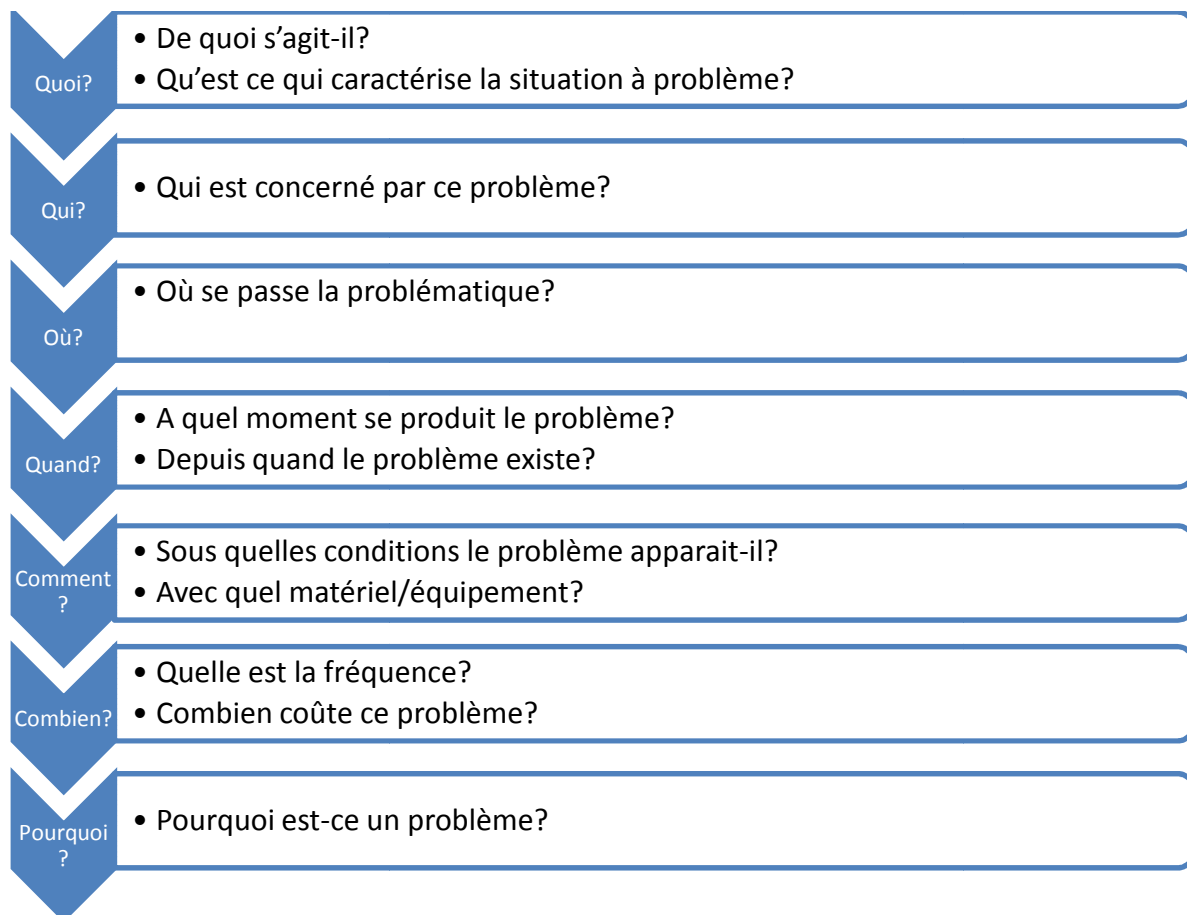 Quoi?
• De quoi s’agit-il?
• Qu’est ce qui caractérise la situation à problème?
Qui?
• Qui est concerné par ce problème?
Où?
• Où se passe la problématique?
Quand?
• A quel moment se produit le problème?
• Depuis quand le problème existe?
Comment
?
• Sous quelles conditions le problème apparait-il?
• Avec quel matériel/équipement?
Combien?
• Quelle est la fréquence?
• Combien coûte ce problème?
Pourquoi
?
• Pourquoi est-ce un problème?